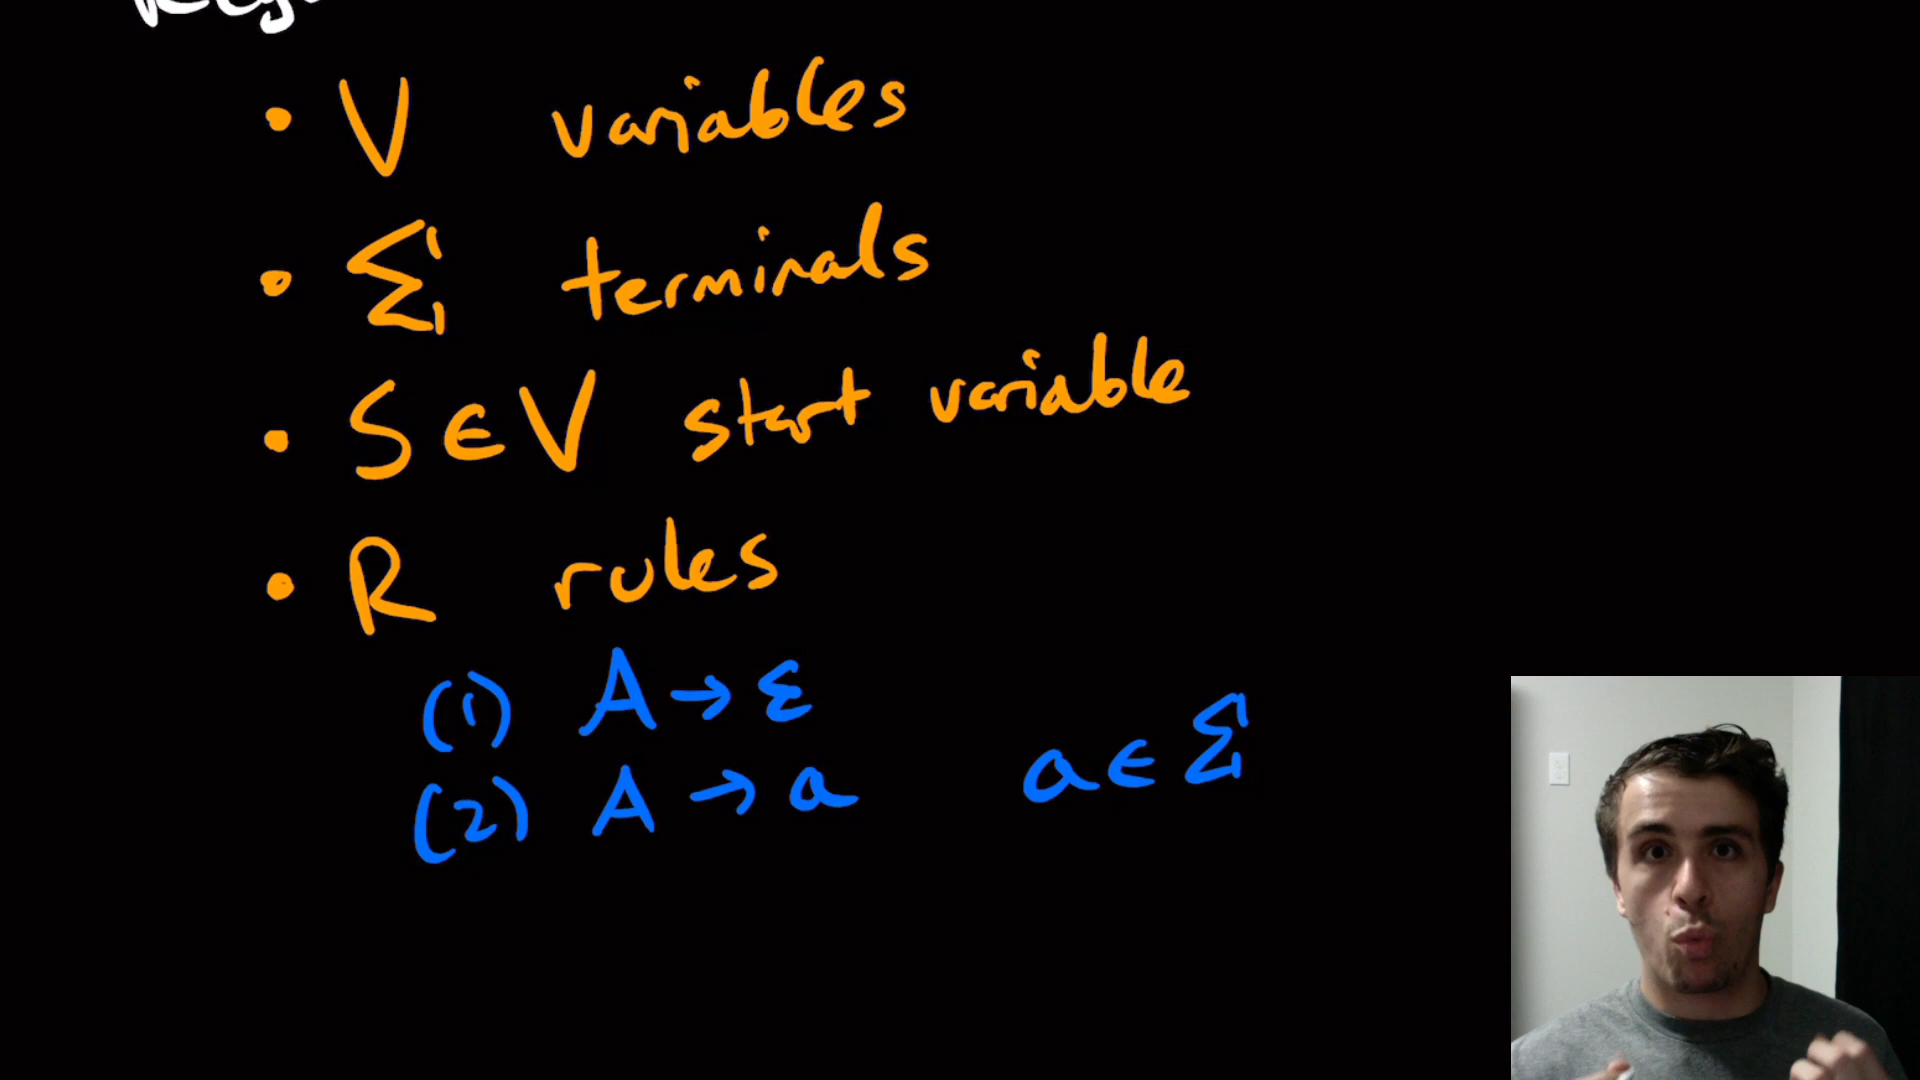 • V variables
• Σ terminals
• S ∈ V start variable
• R rules
(1) A → ε
(2) A → a a ∈ Σ